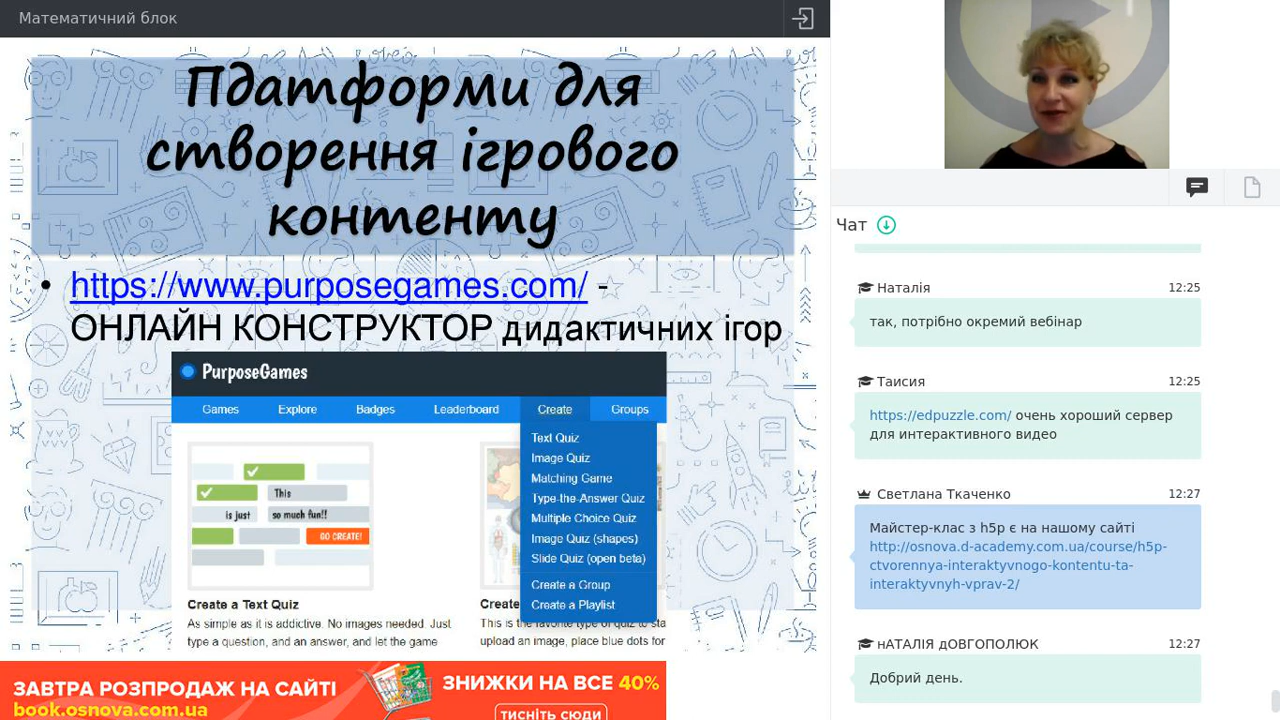 Математичний блок
Пдатформи для
створення ігрового
контенту
• https://www.purposegames.com/ -
ОНЛАЙН КОНСТРУКТОР дидактичних ігор
PurposeGames
Games Explore Badges Leaderboard Create Groups
Text Quiz
Image Quiz
Matching Game
Type-the-Answer Quiz
Multiple Choice Quiz
Image Quiz (shapes)
Slide Quiz (open beta)
Create a Group
Create a Playlist
This
is just so much fun!!
GO CREATE!
Create a Text Quiz
As simple as it is addictive. No images needed. Just
type a question, and an answer, and let the game
Create
This is the favorite type of quiz to sta
upload an image, place blue dots for
ЗАВТРА РОЗПРОДАЖ НА САЙТІ
book.osnova.com.ua
ЗНИЖКИ НА ВСЕ 40%
тисніть сюди
Чат
Наталія 12:25
так, потрібно окремий вебінар
Таисия 12:25
https://edpuzzle.com/ очень хороший сервер
для интерактивного видео
Светлана Ткаченко 12:27
Майстер-клас з h5p є на нашому сайті
http://osnova.d-academy.com.ua/course/h5p-
ctvorennya-interaktyvnogo-kontentu-ta-
interaktyvnyh-vprav-2/
нАТАЛІЯ дОВГОПОЛЮК 12:27
Добрий день.